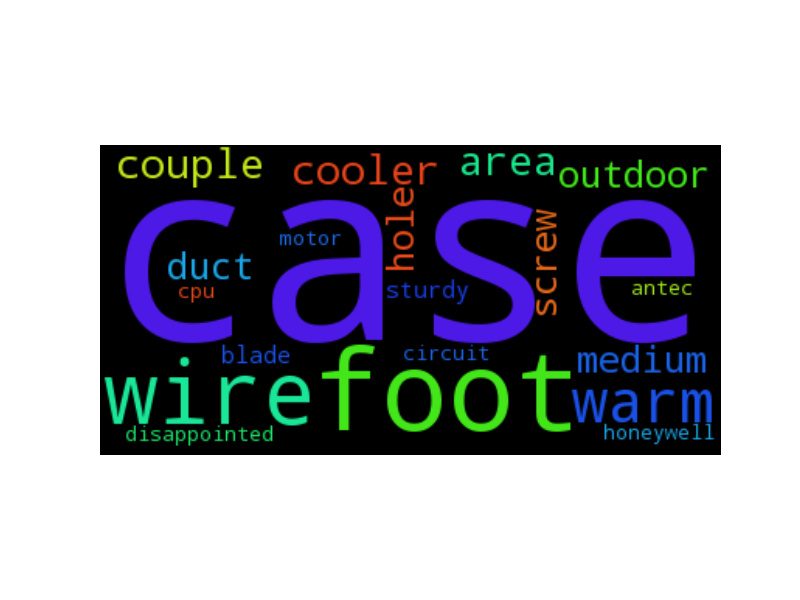 couple
cooler
area
outdoor
case
hole
screw
motor
duct
cpu
sturdy
antec
wire
foot
blade
circuit
medium
warm
disappointed
honeywell